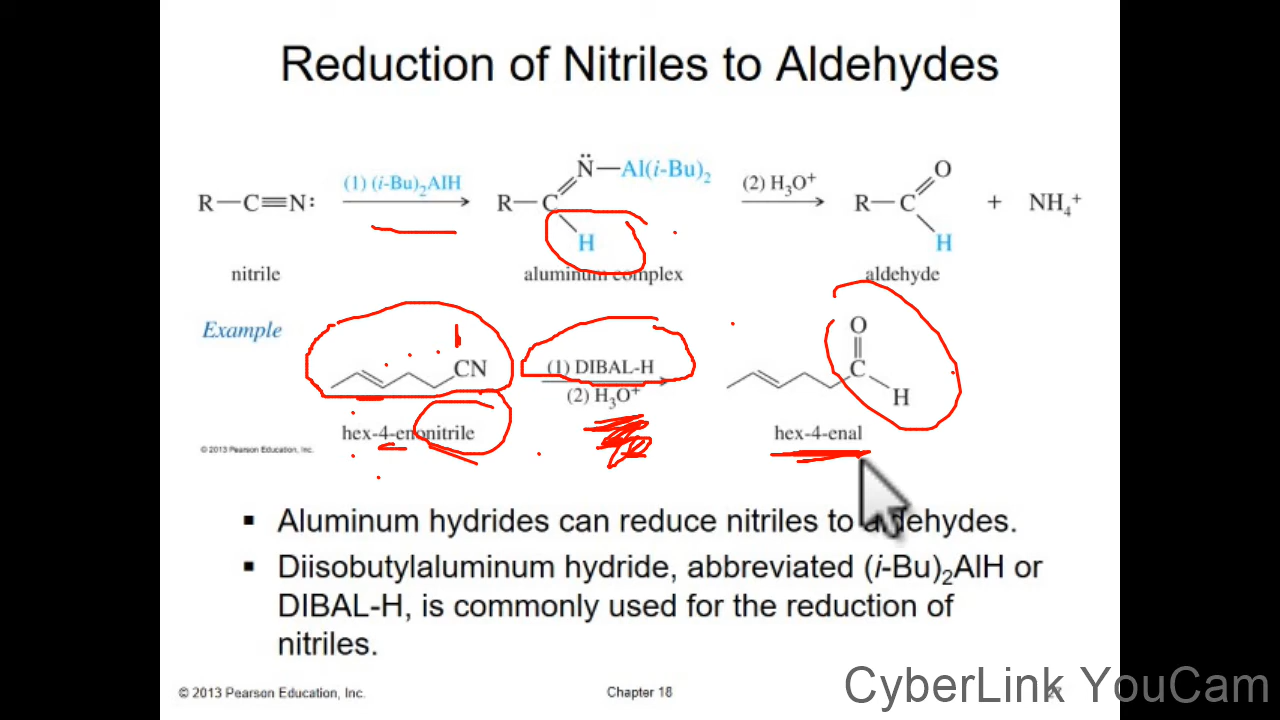 Reduction of Nitriles to Aldehydes
R—C≡N: (1) (i-Bu)₂AlH R—C N̈—Al(i-Bu)₂ H (2) H₃O⁺ R—C O H + NH₄⁺
nitrile aluminum complex aldehyde
Example
CN (1) DIBAL-H (2) H₃O⁺ O C H
hex-4-enonitrile hex-4-enal
© 2013 Pearson Education, Inc.
▪ Aluminum hydrides can reduce nitriles to aldehydes.
▪ Diisobutylaluminum hydride, abbreviated (i-Bu)₂AlH or
DIBAL-H, is commonly used for the reduction of
nitriles.
© 2013 Pearson Education, Inc. Chapter 18
CyberLink YouCam